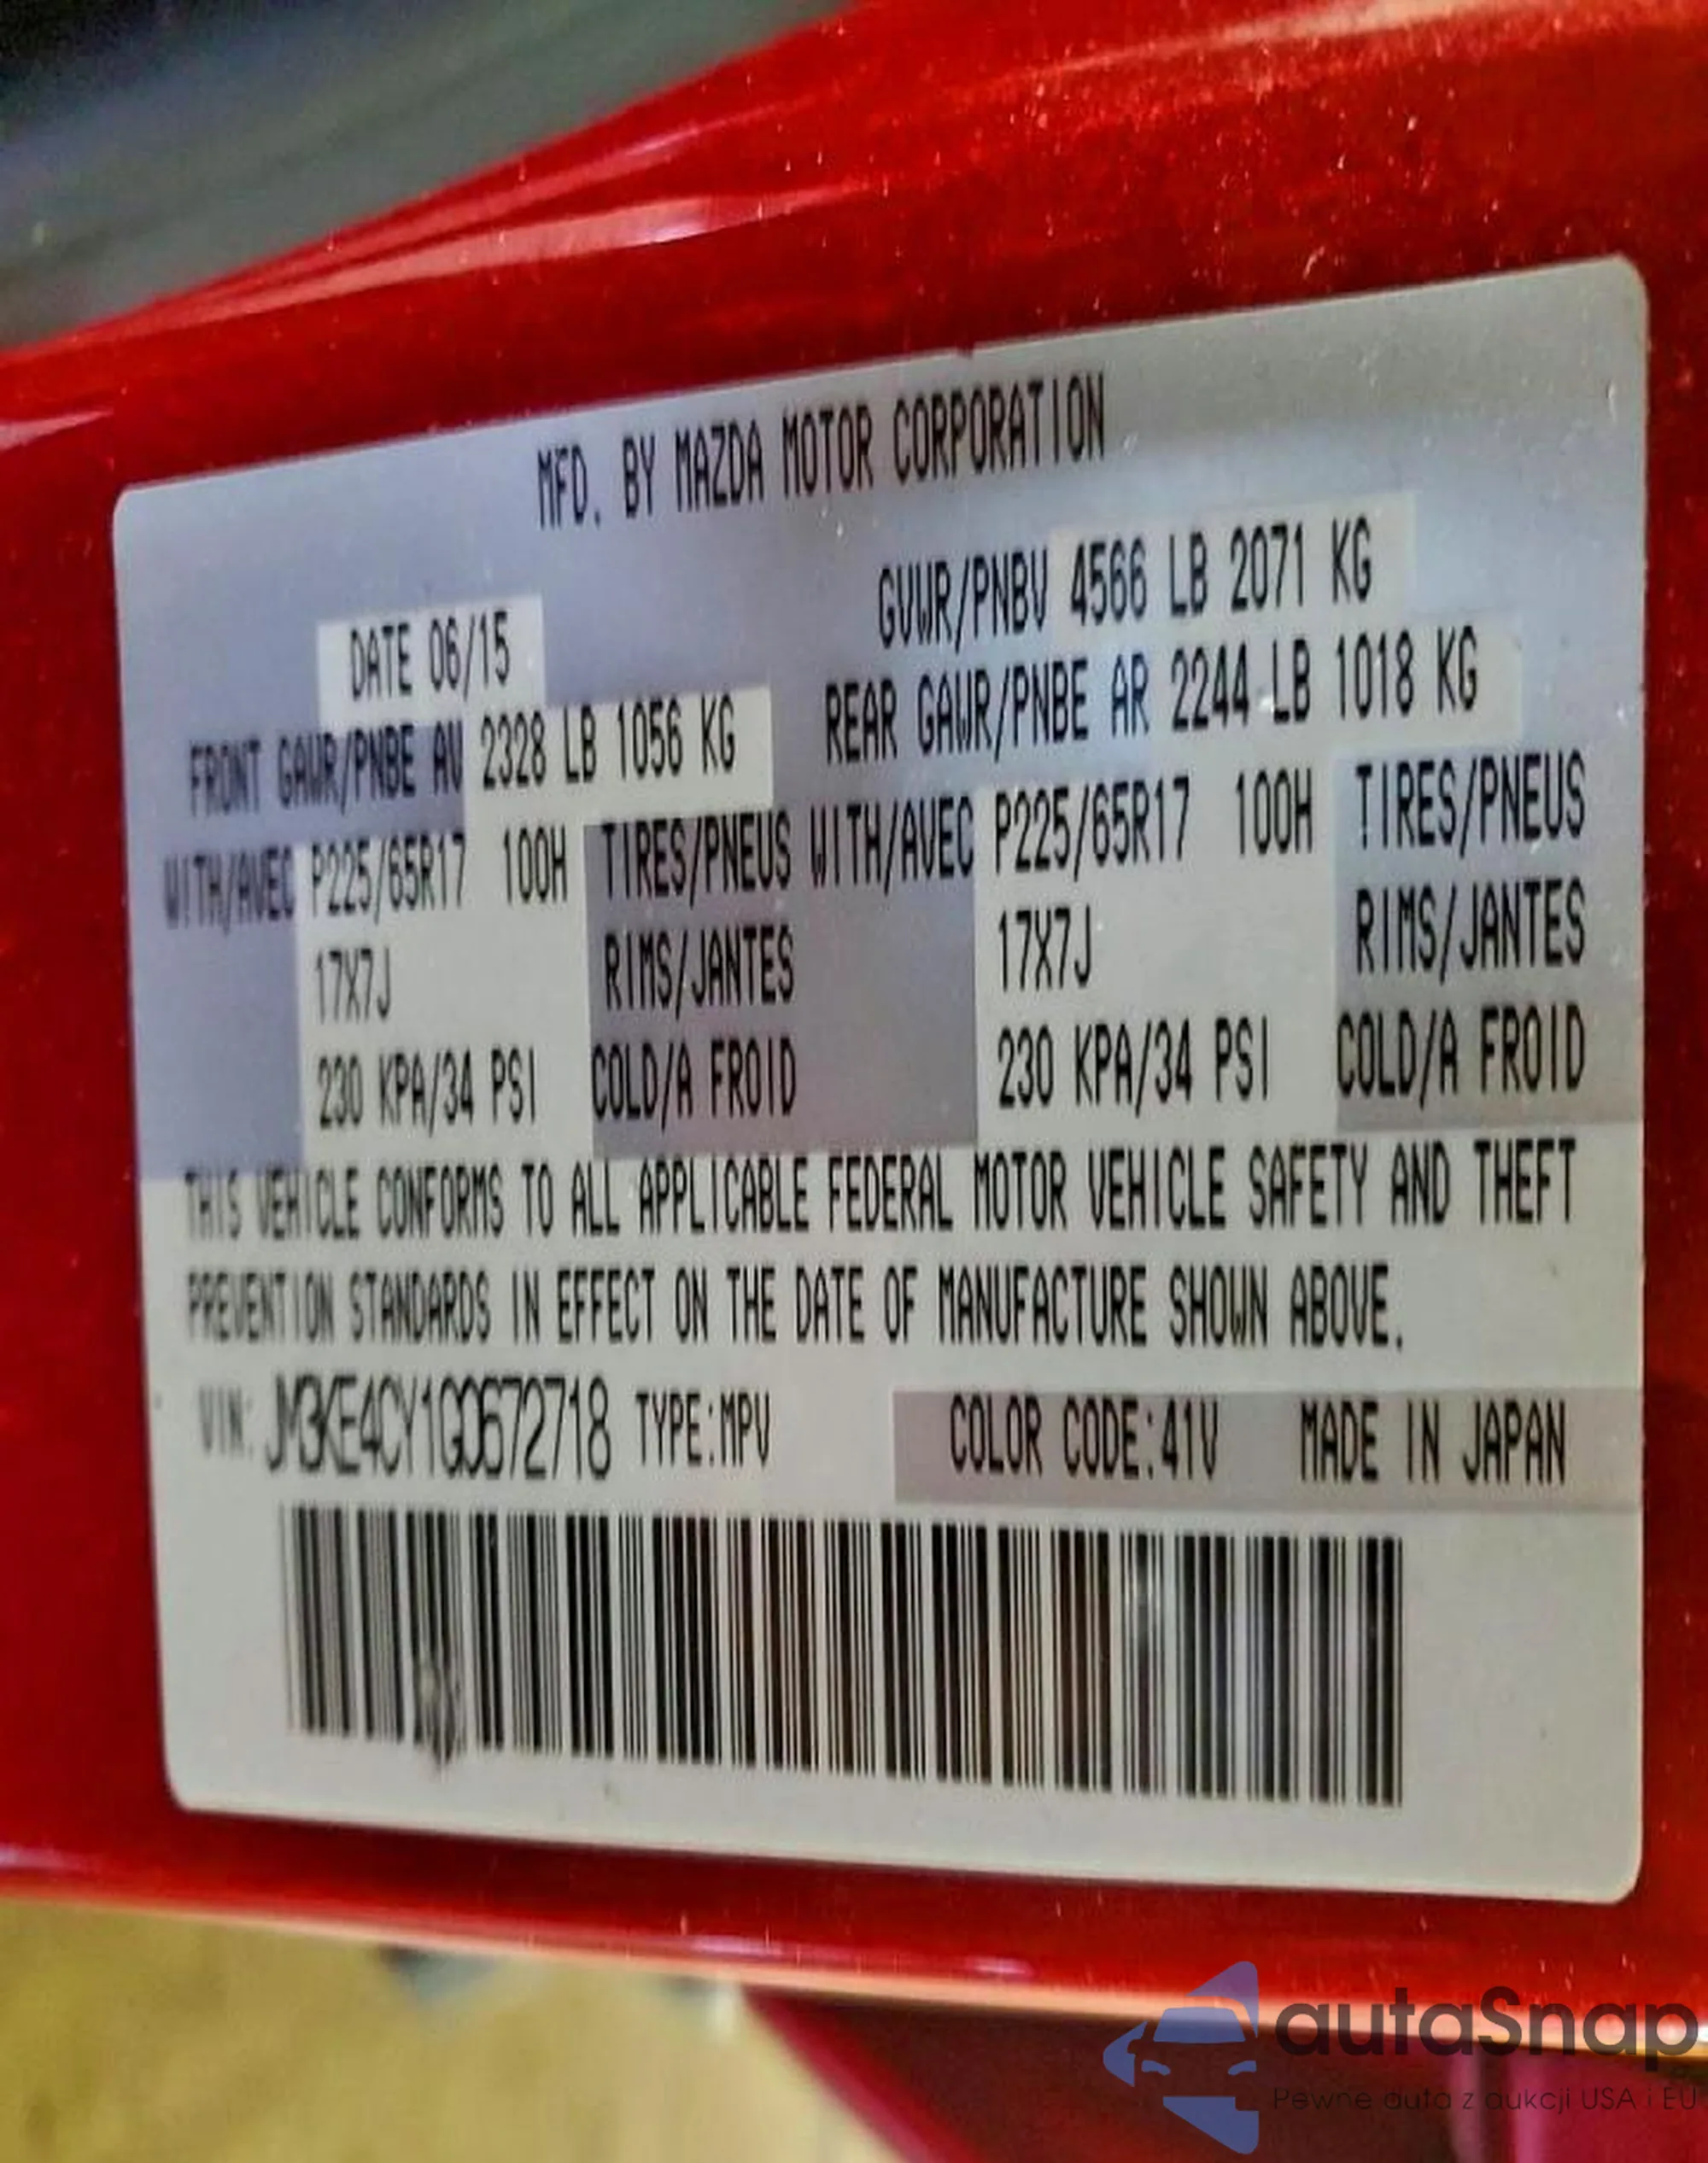 MFD. BY MAZDA MOTOR CORPORATION
DATE 06/15 GVWR/PNBV 4566 LB 2071 KG
FRONT GAWR/PNBE AV 2328 LB 1056 KG REAR GAWR/PNBE AR 2244 LB 1018 KG
WITH/AVEC P225/65R17 100H TIRES/PNEUS WITH/AVEC P225/65R17 100H TIRES/PNEUS
17X7J RIMS/JANTES 17X7J RIMS/JANTES
230 KPA/34 PSI COLD/A FROID 230 KPA/34 PSI COLD/A FROID
THIS VEHICLE CONFORMS TO ALL APPLICABLE FEDERAL MOTOR VEHICLE SAFETY AND THEFT
PREVENTION STANDARDS IN EFFECT ON THE DATE OF MANUFACTURE SHOWN ABOVE.
VIN: JM3KE4CY1G0672718 TYPE:MPV COLOR CODE:41V MADE IN JAPAN
autaSnap
Pewne auta z aukcji USA i EU